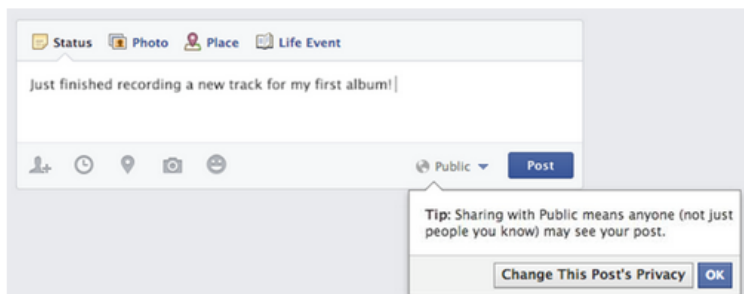 Status Photo Place Life Event
Just finished recording a new track for my first album!
Public Post
Tip: Sharing with Public means anyone (not just
people you know) may see your post.
Change This Post's Privacy OK